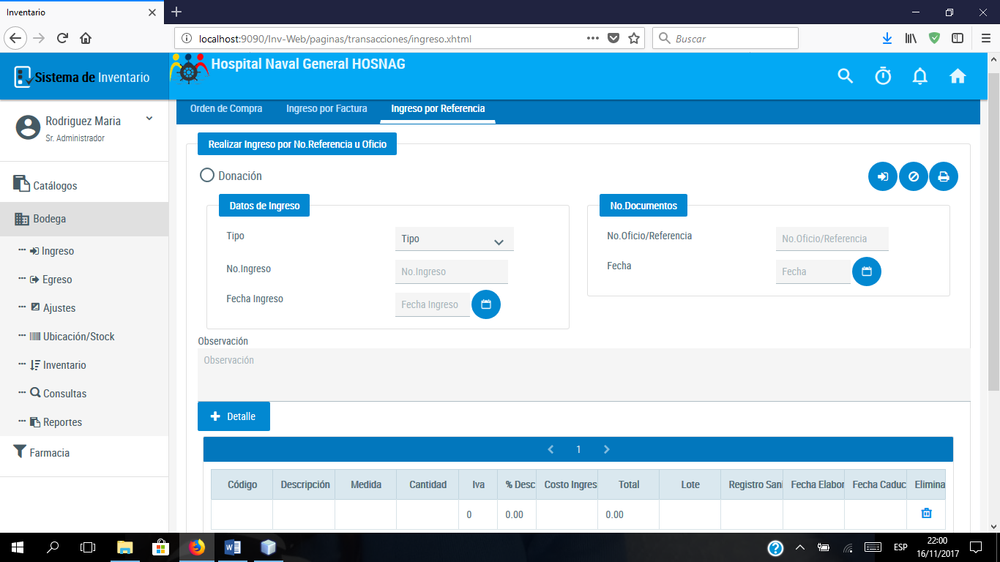 Inventario
localhost:9090/Inv-Web/paginas/transacciones/ingreso.xhtml
Buscar
Sistema de Inventario
Hospital Naval General HOSNAG
Rodriguez Maria
Sr. Administrador
Catálogos
Bodega
Ingreso
Egreso
Ajustes
Ubicación/Stock
Inventario
Consultas
Reportes
Farmacia
Orden de Compra Ingreso por Factura Ingreso por Referencia
Realizar Ingreso por No.Referencia u Oficio
Donación
Datos de Ingreso
Tipo Tipo
No.Ingreso No.Ingreso
Fecha Ingreso Fecha Ingreso
No.Documentos
No.Oficio/Referencia No.Oficio/Referencia
Fecha Fecha
Observación
Observación
Detalle
1
Código Descripción Medida Cantidad Iva % Desc Costo Ingres Total Lote Registro Sani Fecha Elabor Fecha Caduc Elimina
0 0.00 0.00
ESP
22:00
16/11/2017